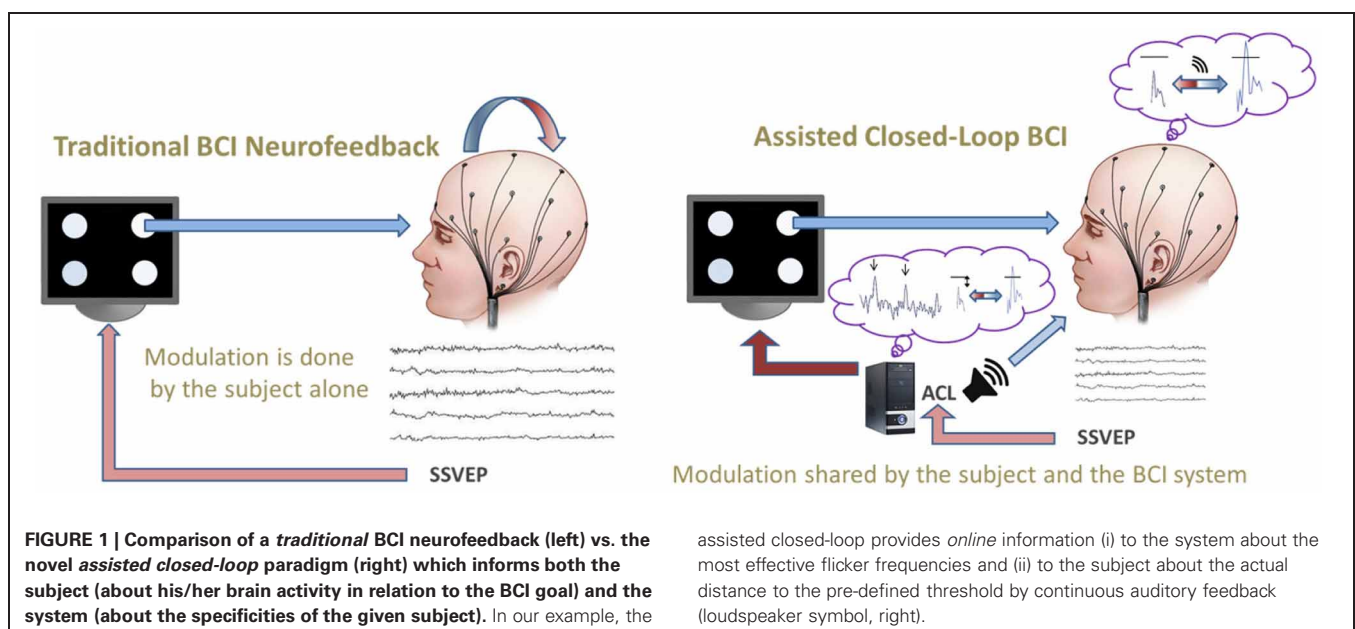 Traditional BCI Neurofeedback
Modulation is done
by the subject alone
SSVEP
Assisted Closed-Loop BCI
ACL
SSVEP
Modulation shared by the subject and the BCI system
FIGURE 1 | Comparison of a traditional BCI neurofeedback (left) vs. the
novel assisted closed-loop paradigm (right) which informs both the
subject (about his/her brain activity in relation to the BCI goal) and the
system (about the specificities of the given subject). In our example, the
assisted closed-loop provides online information (i) to the system about the
most effective flicker frequencies and (ii) to the subject about the actual
distance to the pre-defined threshold by continuous auditory feedback
(loudspeaker symbol, right).